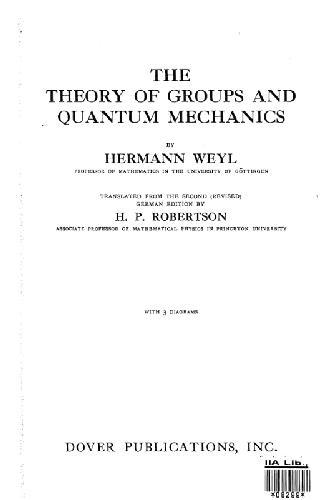 THE
THEORY OF GROUPS AND
QUANTUM MECHANICS
BY
HERMANN WEYL
PROFESSOR OF MATHEMATICS IN THE UNIVERSITY OF GÖTTINGEN
TRANSLATED FROM THE SECOND (REVISED)
GERMAN EDITION BY
H. P. ROBERTSON
ASSOCIATE PROFESSOR OF MATHEMATICAL PHYSICS IN PRINCETON UNIVERSITY
WITH 3 DIAGRAMS
DOVER PUBLICATIONS, INC.
IIA Lib.,